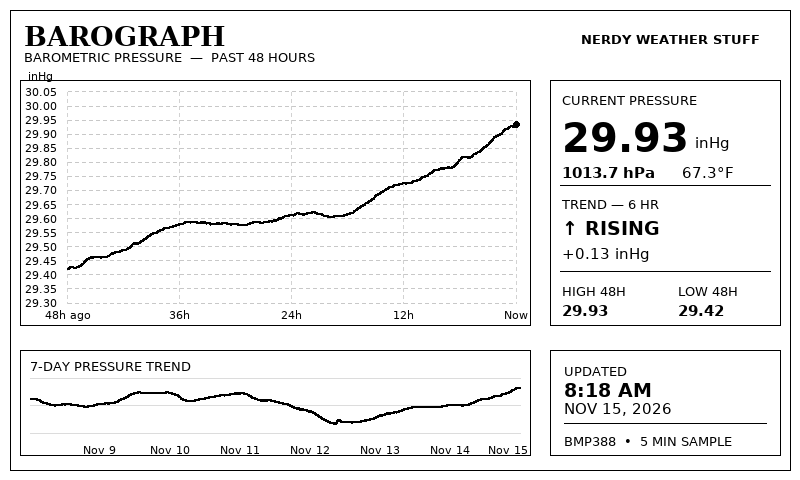 BAROGRAPH
BAROMETRIC PRESSURE — PAST 48 HOURS
NERDY WEATHER STUFF
inHg
30.05
30.00
29.95
29.90
29.85
29.80
29.75
29.70
29.65
29.60
29.55
29.50
29.45
29.40
29.35
29.30
48h ago 36h 24h 12h Now
CURRENT PRESSURE
29.93 inHg
1013.7 hPa 67.3°F
TREND — 6 HR
↑ RISING
+0.13 inHg
HIGH 48H LOW 48H
29.93 29.42
7-DAY PRESSURE TREND
Nov 9 Nov 10 Nov 11 Nov 12 Nov 13 Nov 14 Nov 15
UPDATED
8:18 AM
NOV 15, 2026
BMP388 • 5 MIN SAMPLE